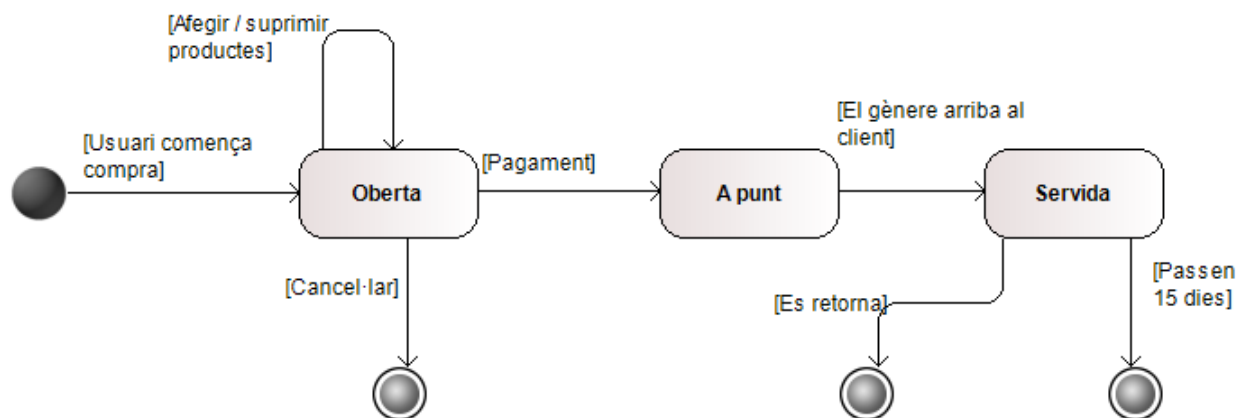 [Afegir / suprimir
productes]
[Usuari comença
compra]
Oberta
[Pagament]
A punt
[El gènere arriba al
client]
Servida
[Cancel·lar]
[Es retorna]
[Passen
15 dies]